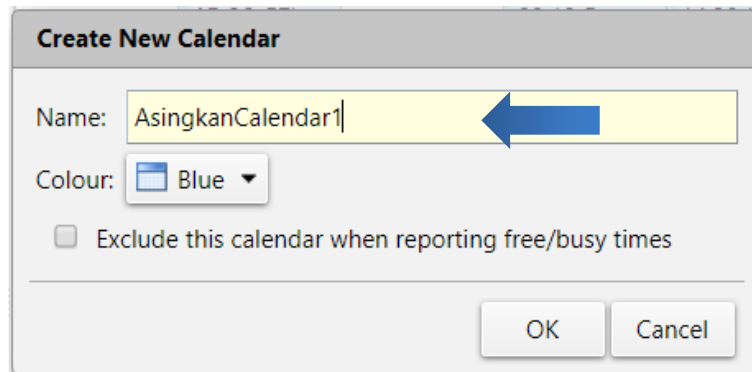 Create New Calendar
Name: AsingkanCalendar1
Colour: Blue
Exclude this calendar when reporting free/busy times
OK Cancel